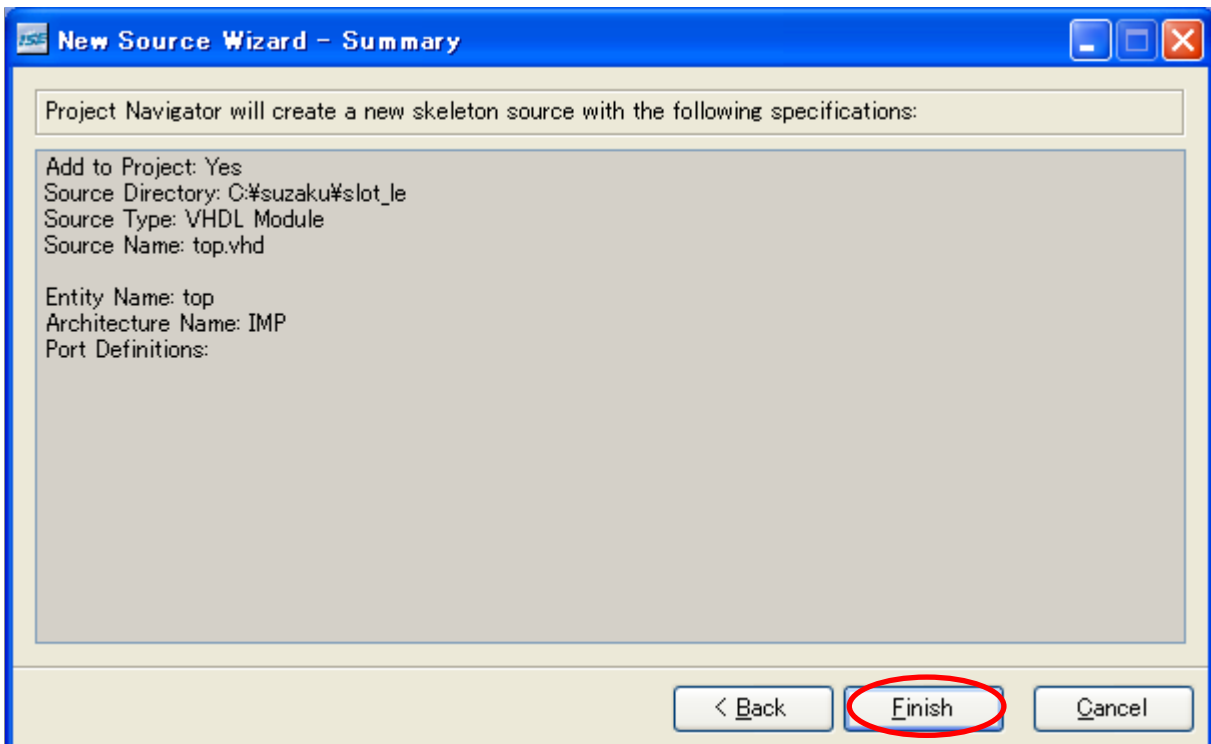 ISE New Source Wizard - Summary
Project Navigator will create a new skeleton source with the following specifications:
Add to Project: Yes
Source Directory: C:¥suzaku¥slot_le
Source Type: VHDL Module
Source Name: top.vhd
Entity Name: top
Architecture Name: IMP
Port Definitions:
< Back Finish Cancel